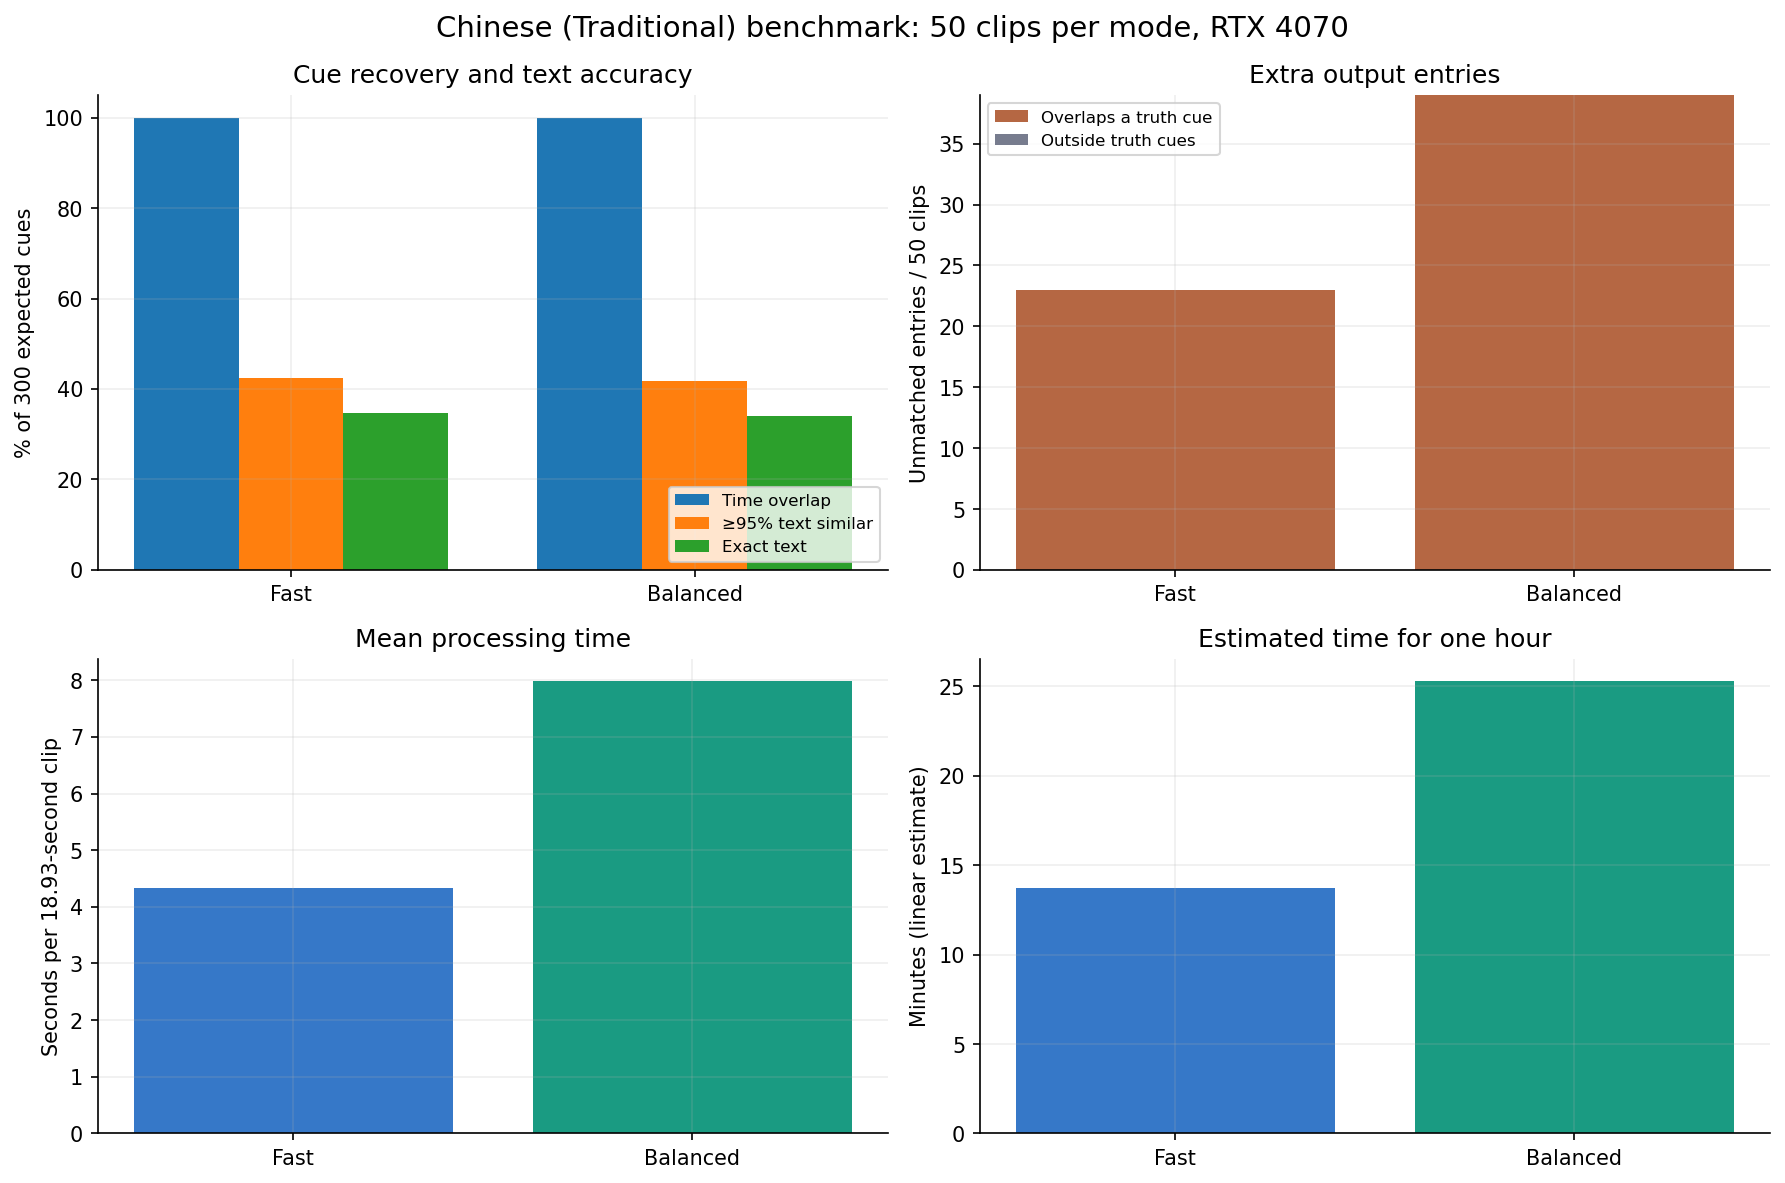 Chinese (Traditional) benchmark: 50 clips per mode, RTX 4070
Cue recovery and text accuracy
% of 300 expected cues
100
80
60
40
20
0
Fast
Balanced
Time overlap
≥95% text similar
Exact text
Extra output entries
Unmatched entries / 50 clips
35
30
25
20
15
10
5
0
Overlaps a truth cue
Outside truth cues
Fast
Balanced
Mean processing time
Seconds per 18.93-second clip
8
7
6
5
4
3
2
1
0
Fast
Balanced
Estimated time for one hour
Minutes (linear estimate)
25
20
15
10
5
0
Fast
Balanced